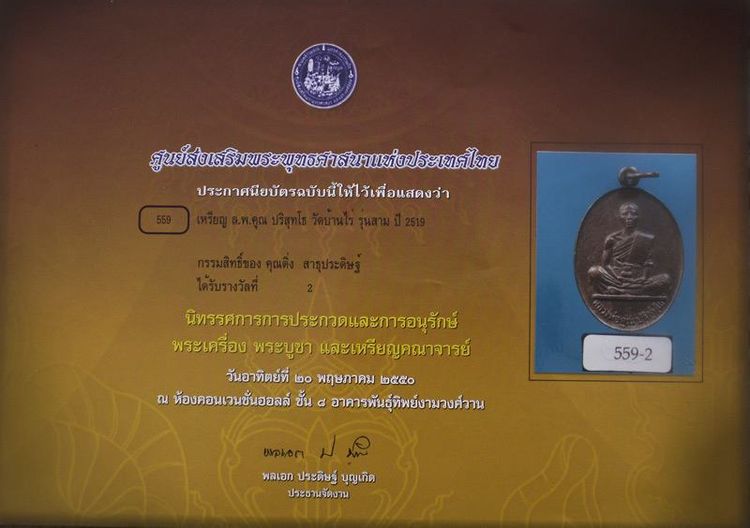 ศูนย์ส่งเสริมพระพุทธศาสนาแห่งประเทศไทย
ประกาศนียบัตรฉบับนี้ให้ไว้เพื่อแสดงว่า
559 เหรียญ ล.พ.คูณ ปริสุทโธ วัดบ้านไร่ รุ่นสาม ปี 2519
กรรมสิทธิ์ของ คุณติ่ง สาธุประดิษฐ์
ได้รับรางวัลที่ 2
นิทรรศการการประกวดและการอนุรักษ์
พระเครื่อง พระบูชา และเหรียญคณาจารย์
วันอาทิตย์ที่ ๒๐ พฤษภาคม ๒๕๕๐
ณ ห้องคอนเวนชั่นฮอลล์ ชั้น ๘ อาคารพันธุ์ทิพย์งามวงศ์วาน
พลเอก
พลเอก ประดิษฐ์ บุญเกิด
ประธานจัดงาน
559-2